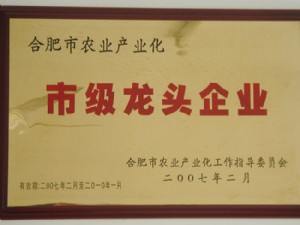 合肥市农业产业化
市级龙头企业
合肥市农业产业化工作指导委员会
二〇〇七年二月
有效期:二00七年二月至二0一0年一月